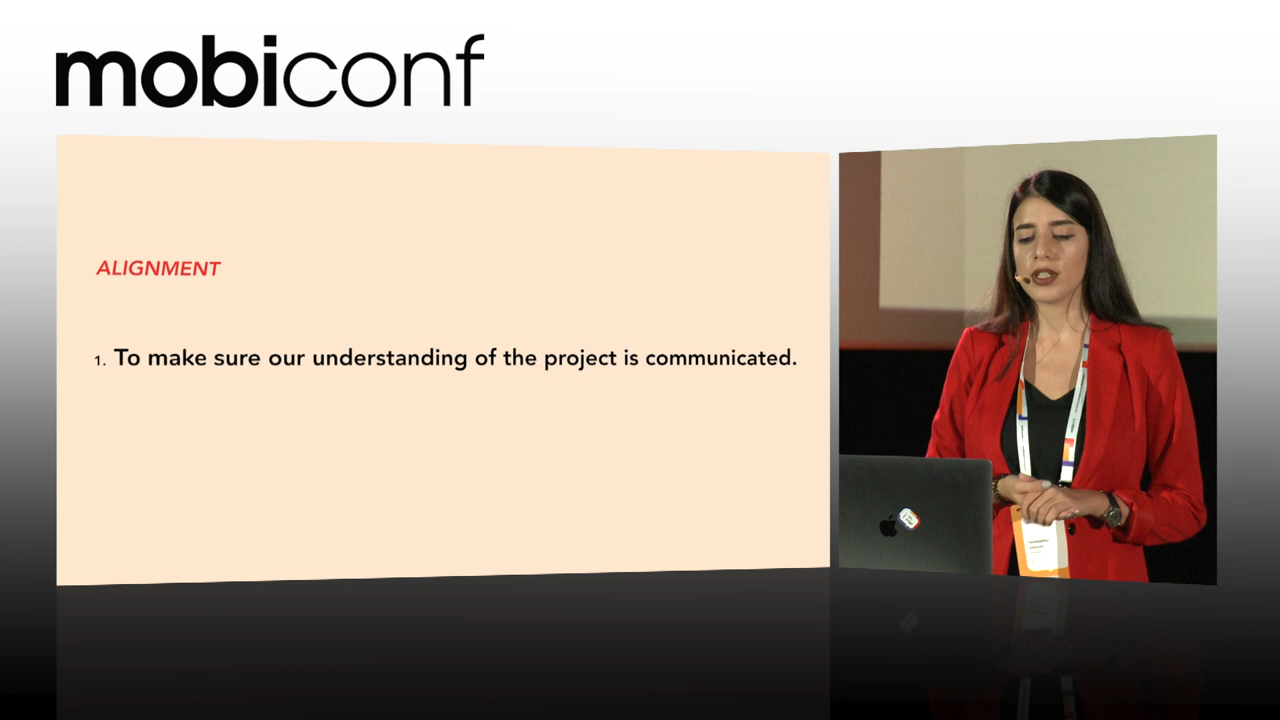 mobiconf
ALIGNMENT
1. To make sure our understanding of the project is communicated.